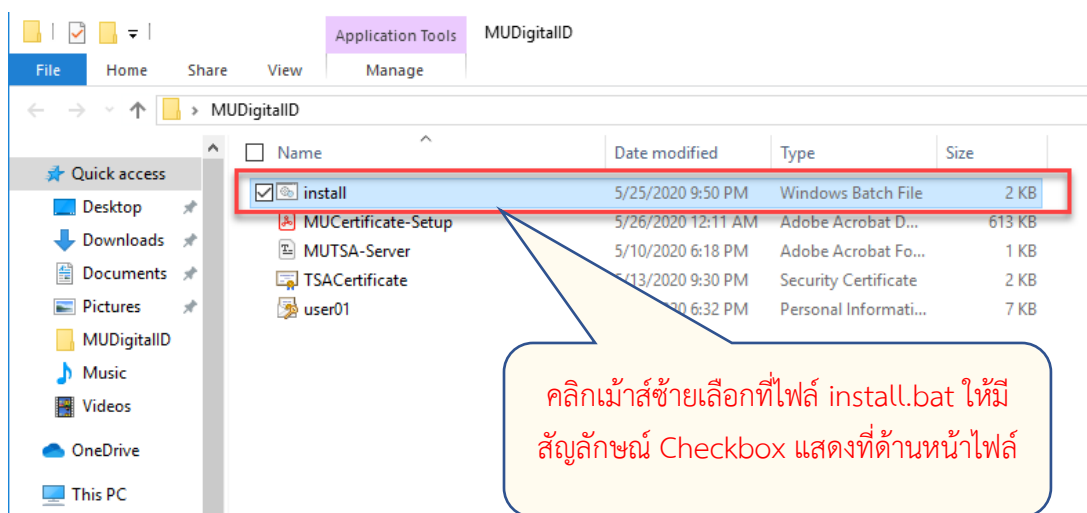 Application Tools MUDigitalID
File Home Share View Manage
MUDigitalID
Name Date modified Type Size
Quick access
install 5/25/2020 9:50 PM Windows Batch File 2 KB
Desktop
MUCertificate-Setup 5/26/2020 12:11 AM Adobe Acrobat D... 613 KB
Downloads
MUTSA-Server 5/10/2020 6:18 PM Adobe Acrobat Fo... 1 KB
Documents
TSACertificate 5/13/2020 9:30 PM Security Certificate 2 KB
Pictures
user01 6:32 PM Personal Informati... 7 KB
MUDigitalID
Music
Videos
OneDrive
This PC
คลิกเม้าส์ซ้ายเลือกที่ไฟล์ install.bat ให้มี
สัญลักษณ์ Checkbox แสดงที่ด้านหน้าไฟล์